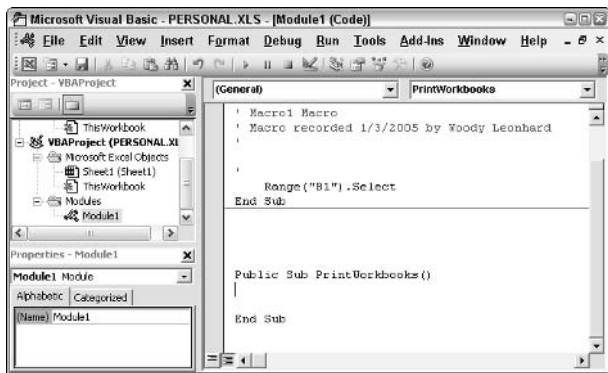 Microsoft Visual Basic - PERSONAL.XLS - [Module1 (Code)]
File Edit View Insert Format Debug Run Tools Add-Ins Window Help
Project - VBAProject
(General)
PrintWorkbooks
ThisWorkbook
VBAProject (PERSONAL.XL
Microsoft Excel Objects
Sheet1 (Sheet1)
ThisWorkbook
Modules
Module1
Properties - Module1
Module1 Module
Alphabetic Categorized
(Name) Module1
' Macro1 Macro
' Macro recorded 1/3/2005 by Woody Leonhard
'
'
Range("B1").Select
End Sub
Public Sub PrintWorkbooks()
End Sub